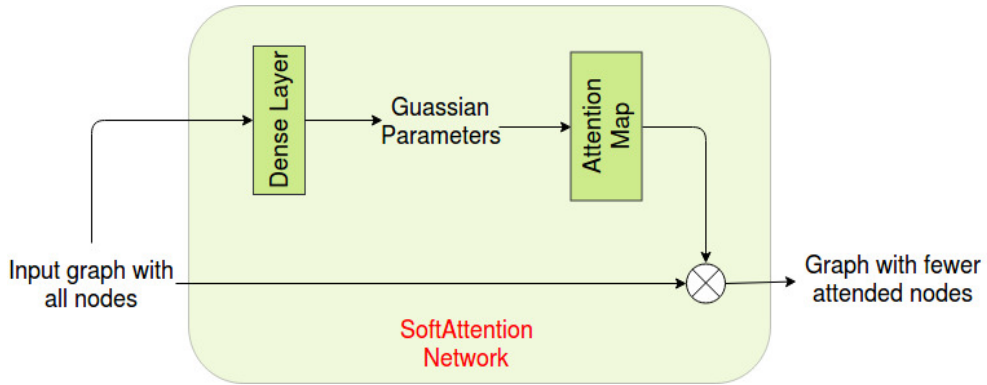 Dense Layer
Guassian
Parameters
Attention
Map
Input graph with
all nodes
Graph with fewer
attended nodes
SoftAttention
Network